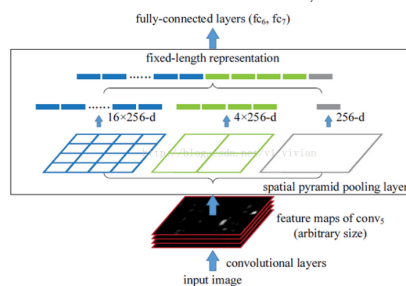 fully-connected layers (fc6, fc7)
fixed-length representation
16×256-d
4×256-d
256-d
spatial pyramid pooling layer
feature maps of conv5
(arbitrary size)
convolutional layers
input image